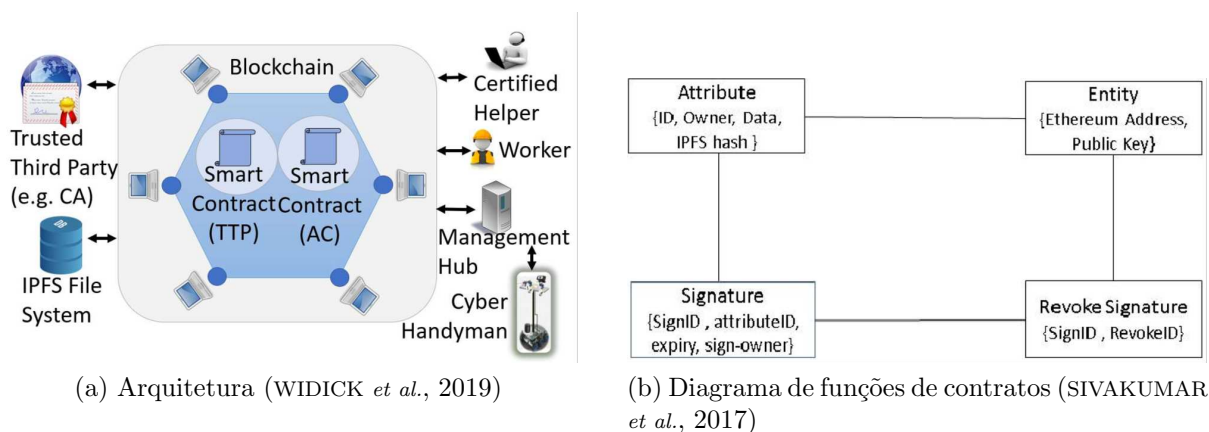 Blockchain
Trusted
Third Party
(e.g. CA)
DB
IPFS File
System
Smart
Contract
(TTP)
Smart
Contract
(AC)
Certified
Helper
Worker
Management
Hub
Cyber
Handyman
(a) Arquitetura (WIDICK et al., 2019)
Attribute
{ID, Owner, Data,
IPFS hash }
Entity
{Ethereum Address,
Public Key}
Signature
{SignID , attributeID,
expiry, sign-owner}
Revoke Signature
{SignID , RevokeID}
(b) Diagrama de funções de contratos (SIVAKUMAR
et al., 2017)